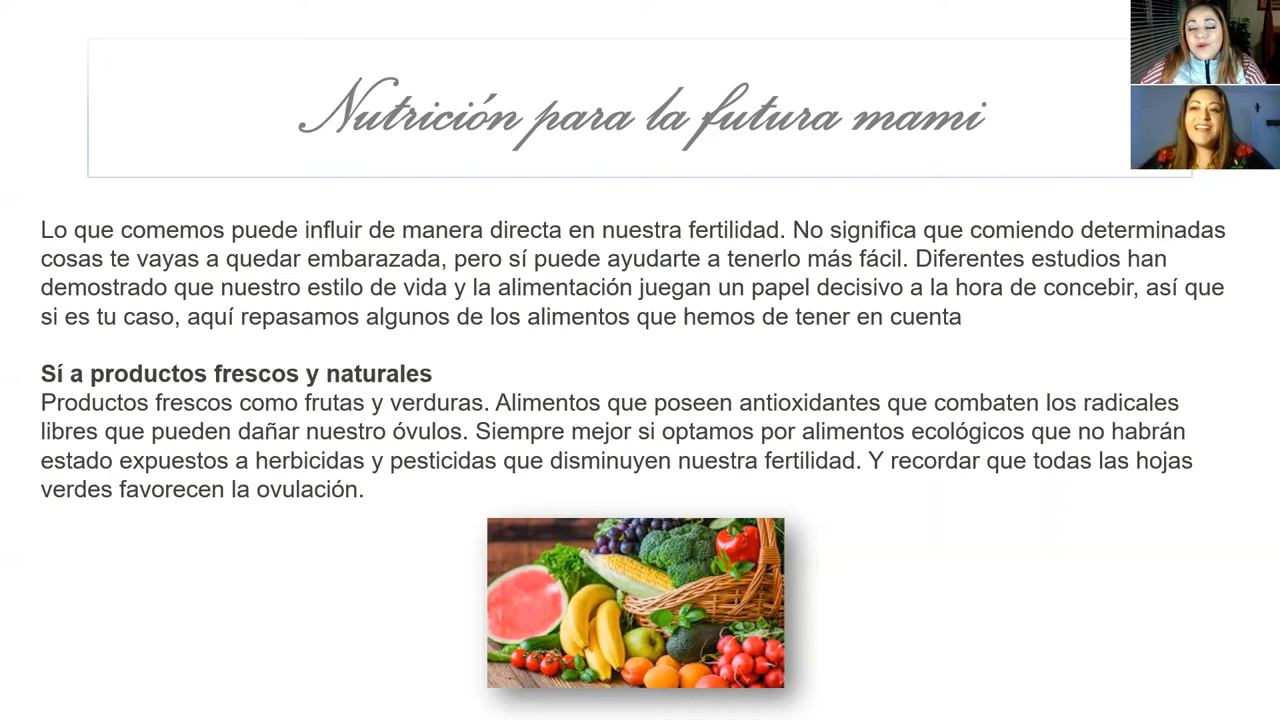 Nutrición para la futura mami
Lo que comemos puede influir de manera directa en nuestra fertilidad. No significa que comiendo determinadas
cosas te vayas a quedar embarazada, pero sí puede ayudarte a tenerlo más fácil. Diferentes estudios han
demostrado que nuestro estilo de vida y la alimentación juegan un papel decisivo a la hora de concebir, así que
si es tu caso, aquí repasamos algunos de los alimentos que hemos de tener en cuenta
Sí a productos frescos y naturales
Productos frescos como frutas y verduras. Alimentos que poseen antioxidantes que combaten los radicales
libres que pueden dañar nuestro óvulos. Siempre mejor si optamos por alimentos ecológicos que no habrán
estado expuestos a herbicidas y pesticidas que disminuyen nuestra fertilidad. Y recordar que todas las hojas
verdes favorecen la ovulación.